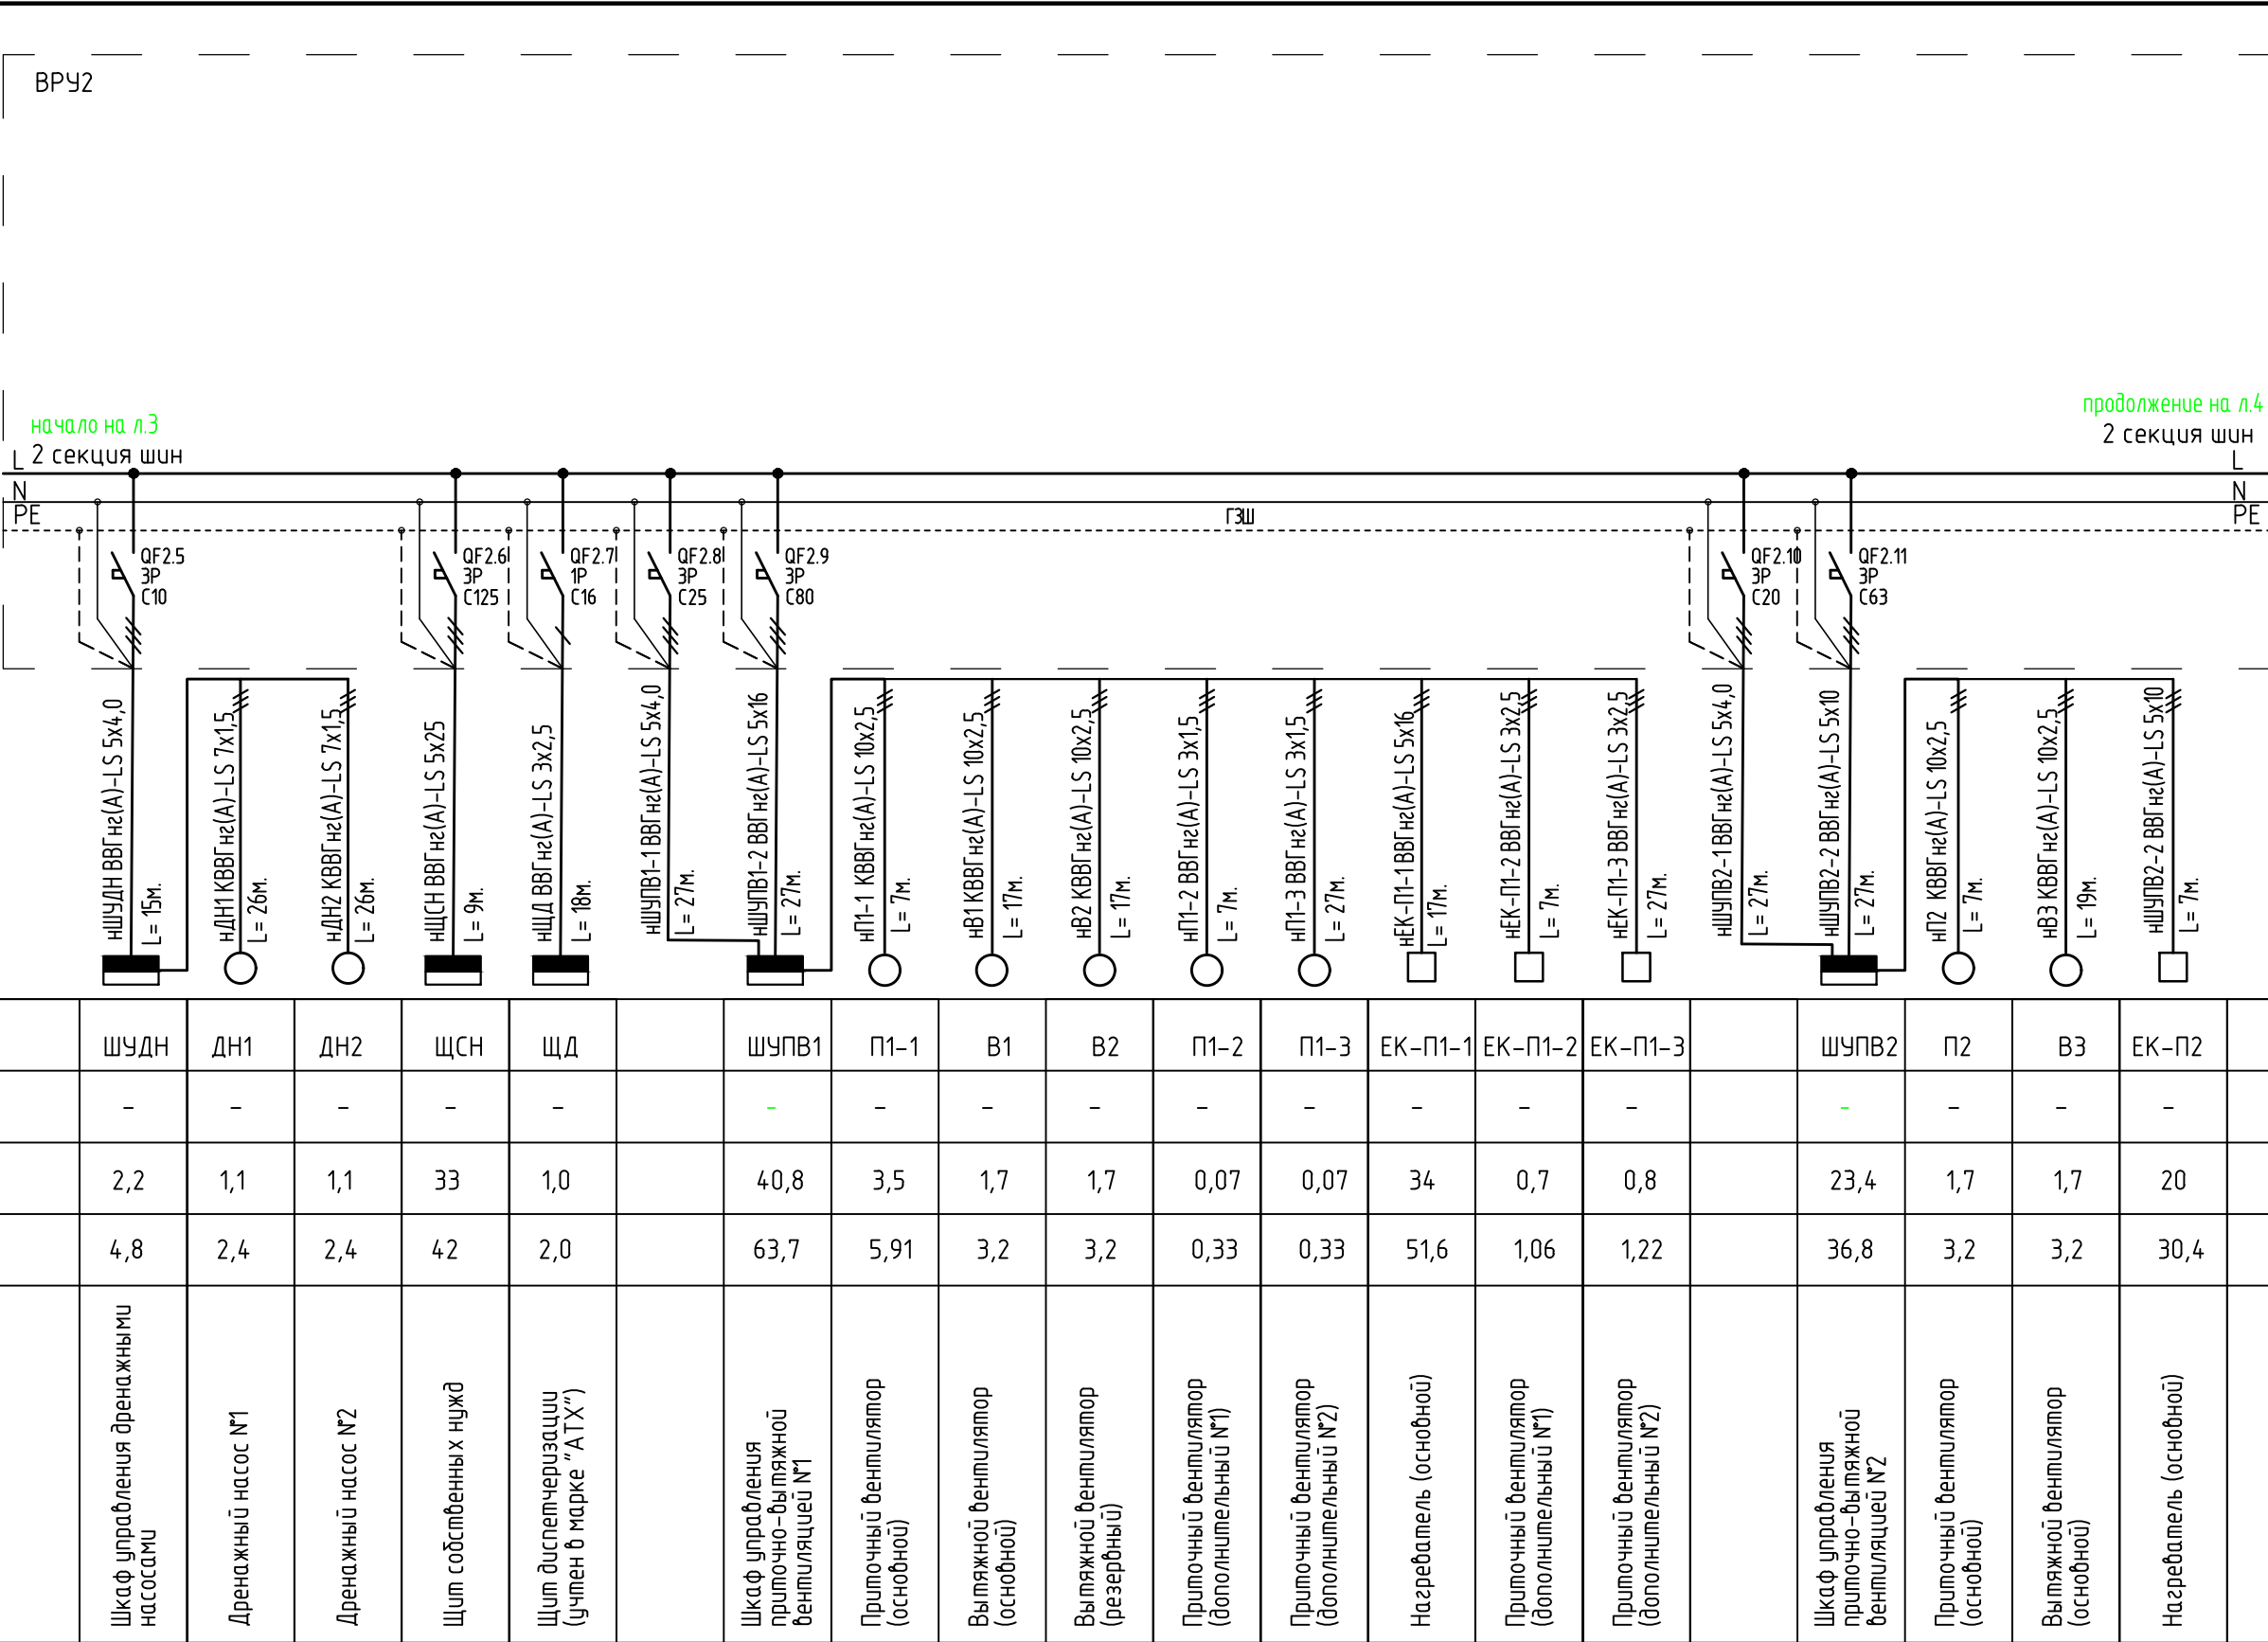 ВРУ2
начало на л.3
продолжение на л.4
2 секция шин
2 секция шин
L
L
N
N
PE
PE
ГЗШ
QF2.5
3P
C10
QF2.6
3P
C125
QF2.7
1P
C16
QF2.8
3P
C25
QF2.9
3P
C80
QF2.10
3P
C20
QF2.11
3P
C63
нШУДН ВВГнг(А)-LS 5х4,0
L= 15м.
нДН1 КВВГнг(А)-LS 7х1,5
L= 26м.
нДН2 КВВГнг(А)-LS 7х1,5
L= 26м.
нЩСН ВВГнг(А)-LS 5х25
L= 9м.
нЩД ВВГнг(А)-LS 3х2,5
L= 18м.
нШУПВ1-1 ВВГнг(А)-LS 5х4,0
L= 27м.
нШУПВ1-2 ВВГнг(А)-LS 5х16
L= 27м.
нП1-1 КВВГнг(А)-LS 10х2,5
L= 7м.
нВ1 КВВГнг(А)-LS 10х2,5
L= 17м.
нВ2 КВВГнг(А)-LS 10х2,5
L= 17м.
нП1-2 ВВГнг(А)-LS 3х1,5
L= 7м.
нП1-3 ВВГнг(А)-LS 3х1,5
L= 27м.
нЕК-П1-1 ВВГнг(А)-LS 5х16
L= 17м.
нЕК-П1-2 ВВГнг(А)-LS 3х2,5
L= 7м.
нЕК-П1-3 ВВГнг(А)-LS 3х2,5
L= 27м.
нШУПВ2-1 ВВГнг(А)-LS 5х4,0
L= 27м.
нШУПВ2-2 ВВГнг(А)-LS 5х10
L= 27м.
нП2 КВВГнг(А)-LS 10х2,5
L= 7м.
нВ3 КВВГнг(А)-LS 10х2,5
L= 19м.
нШУПВ2-2 ВВГнг(А)-LS 5х10
L= 7м.
ШУДН ДН1 ДН2 ЩСН ЩД ШУПВ1 П1-1 В1 В2 П1-2 П1-3 ЕК-П1-1 ЕК-П1-2 ЕК-П1-3 ШУПВ2 П2 В3 ЕК-П2
- - - - - - - - - - - - - - - - - -
2,2 1,1 1,1 33 1,0 40,8 3,5 1,7 1,7 0,07 0,07 34 0,7 0,8 23,4 1,7 1,7 20
4,8 2,4 2,4 42 2,0 63,7 5,91 3,2 3,2 0,33 0,33 51,6 1,06 1,22 36,8 3,2 3,2 30,4
Шкаф управления дренажными
насосами
Дренажный насос №1
Дренажный насос №2
Щит собственных нужд
Щит диспетчеризации
(учтен в марке "АТХ")
Шкаф управления
приточно-вытяжной
вентиляцией №1
Приточный вентилятор
(основной)
Вытяжной вентилятор
(основной)
Вытяжной вентилятор
(резервный)
Приточный вентилятор
(дополнительный №1)
Приточный вентилятор
(дополнительный №2)
Нагреватель (основной)
Приточный вентилятор
(дополнительный №1)
Приточный вентилятор
(дополнительный №2)
Шкаф управления
приточно-вытяжной
вентиляцией №2
Приточный вентилятор
(основной)
Вытяжной вентилятор
(основной)
Нагреватель (основной)